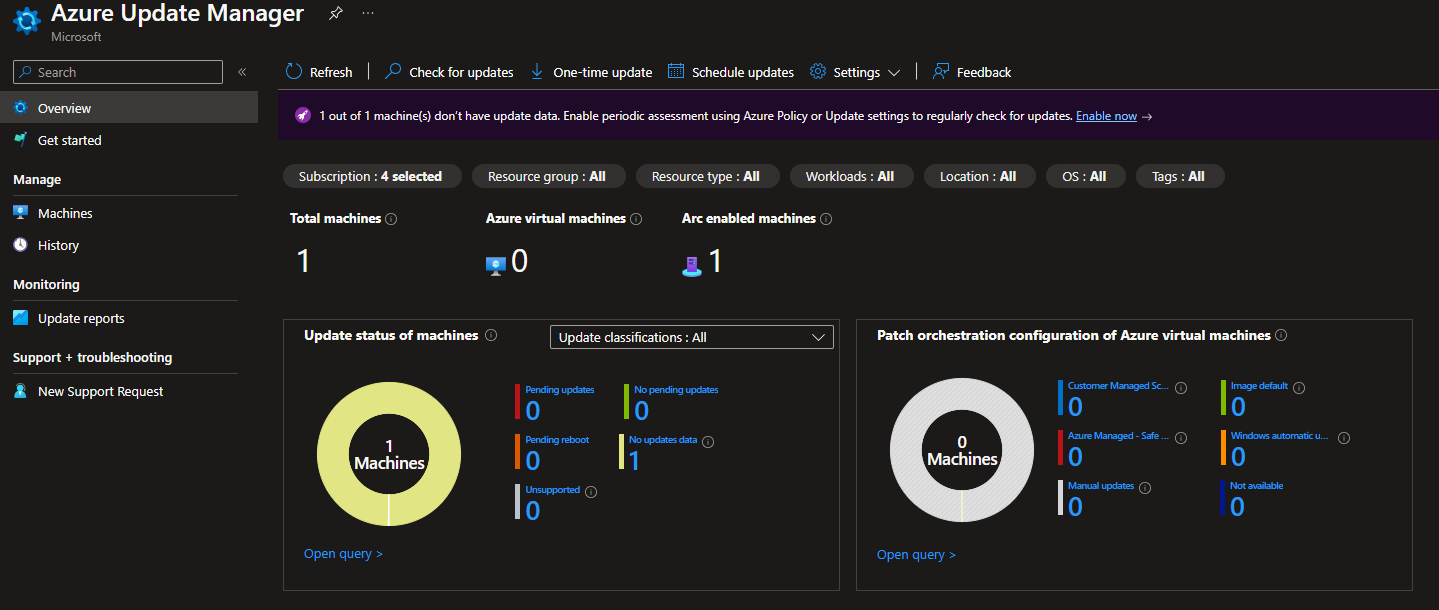 Azure Update Manager
Microsoft
Search
Overview
Get started
Manage
Machines
History
Monitoring
Update reports
Support + troubleshooting
New Support Request
Refresh
Check for updates
One-time update
Schedule updates
Settings
Feedback
1 out of 1 machine(s) don't have update data. Enable periodic assessment using Azure Policy or Update settings to regularly check for updates. Enable now →
Subscription : 4 selected
Resource group : All
Resource type : All
Workloads : All
Location : All
OS : All
Tags : All
Total machines
1
Azure virtual machines
0
Arc enabled machines
1
Update status of machines
Update classifications : All
1
Machines
Pending updates
0
No pending updates
0
Pending reboot
0
No updates data
1
Unsupported
0
Open query >
Patch orchestration configuration of Azure virtual machines
0
Machines
Customer Managed Sc...
0
Image default
0
Azure Managed - Safe ...
0
Windows automatic u...
0
Manual updates
0
Not available
0
Open query >